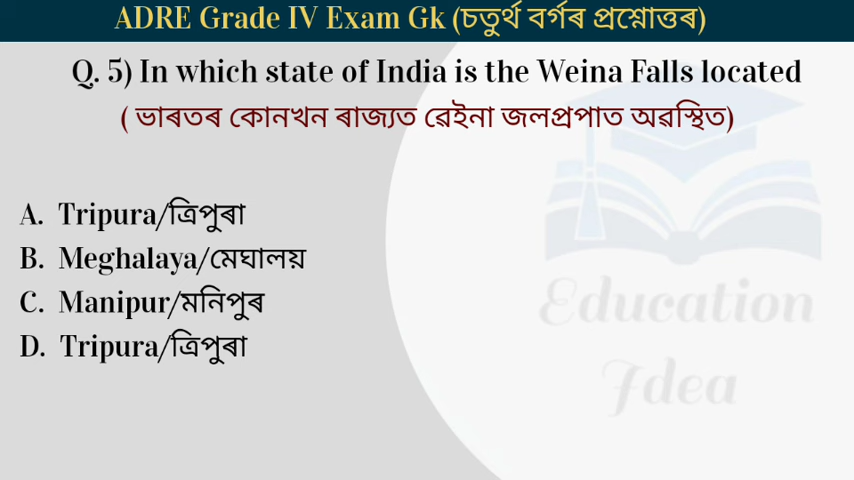 ADRE Grade IV Exam Gk (চতুৰ্থ বৰ্গৰ প্ৰশ্নোত্তৰ)
Q. 5) In which state of India is the Weina Falls located
( ভাৰতৰ কোনখন ৰাজ্যত ৱেইনা জলপ্ৰপাত অৱস্থিত)
A. Tripura/ত্ৰিপুৰা
B. Meghalaya/মেঘালয়
C. Manipur/মনিপুৰ
D. Tripura/ত্ৰিপুৰা
Education
Idea